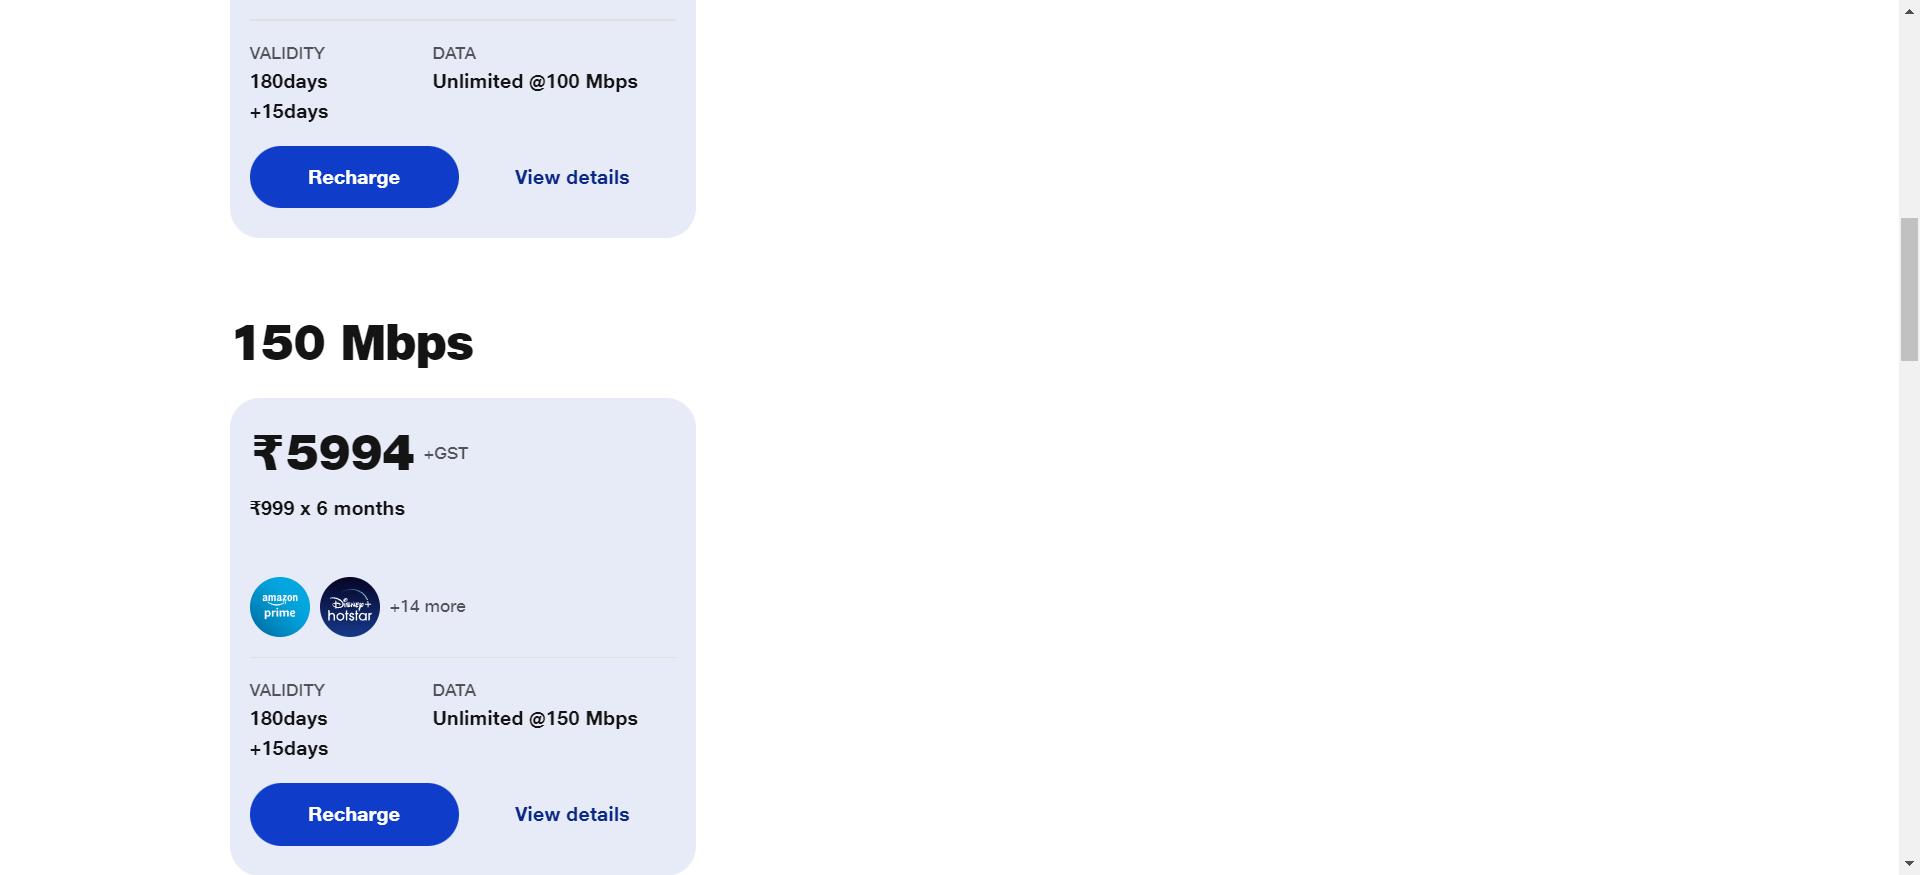 VALIDITY DATA
180days Unlimited @100 Mbps
+15days
Recharge View details
150 Mbps
₹5994 +GST
₹999 x 6 months
amazon
prime
Disney+
hotstar
+14 more
VALIDITY DATA
180days Unlimited @150 Mbps
+15days
Recharge View details